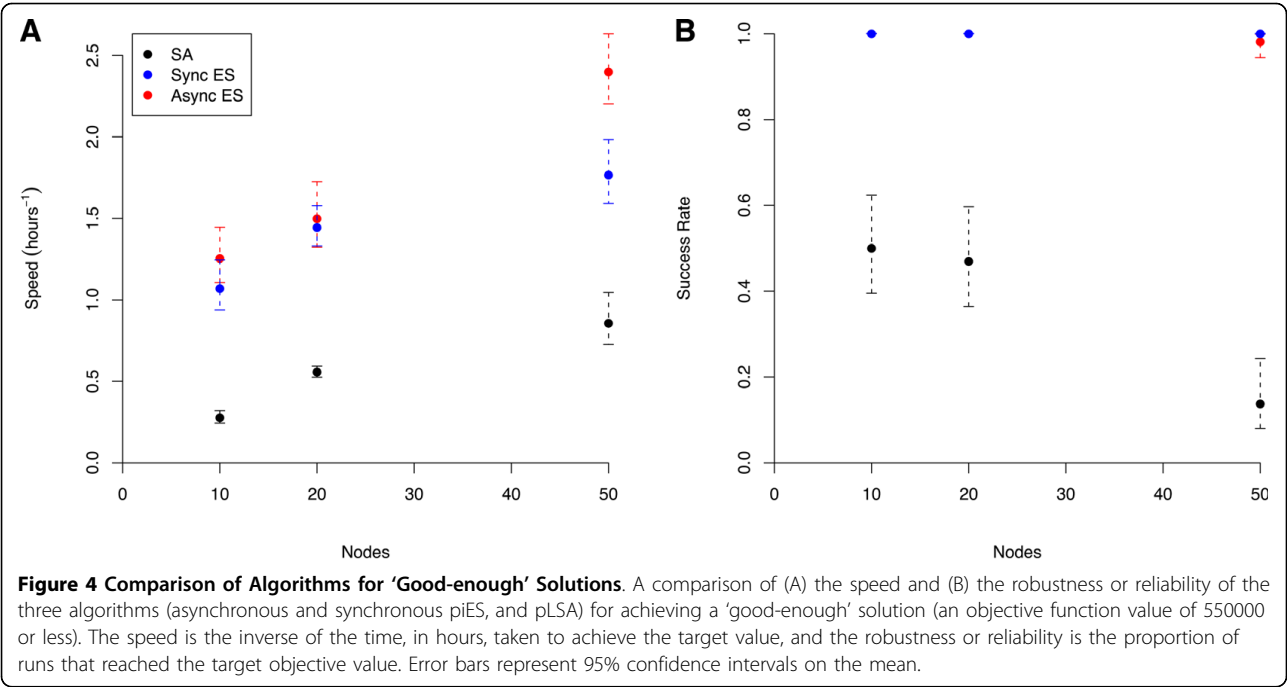 A
SA
Sync ES
Async ES
2.5
2.0
1.5
1.0
0.5
0.0
Speed (hours⁻¹)
0 10 20 30 40 50
Nodes
B
1.0
0.8
0.6
0.4
0.2
0.0
Success Rate
0 10 20 30 40 50
Nodes
Figure 4 Comparison of Algorithms for ‘Good-enough’ Solutions. A comparison of (A) the speed and (B) the robustness or reliability of the
three algorithms (asynchronous and synchronous piES, and pLSA) for achieving a ‘good-enough’ solution (an objective function value of 550000
or less). The speed is the inverse of the time, in hours, taken to achieve the target value, and the robustness or reliability is the proportion of
runs that reached the target objective value. Error bars represent 95% confidence intervals on the mean.